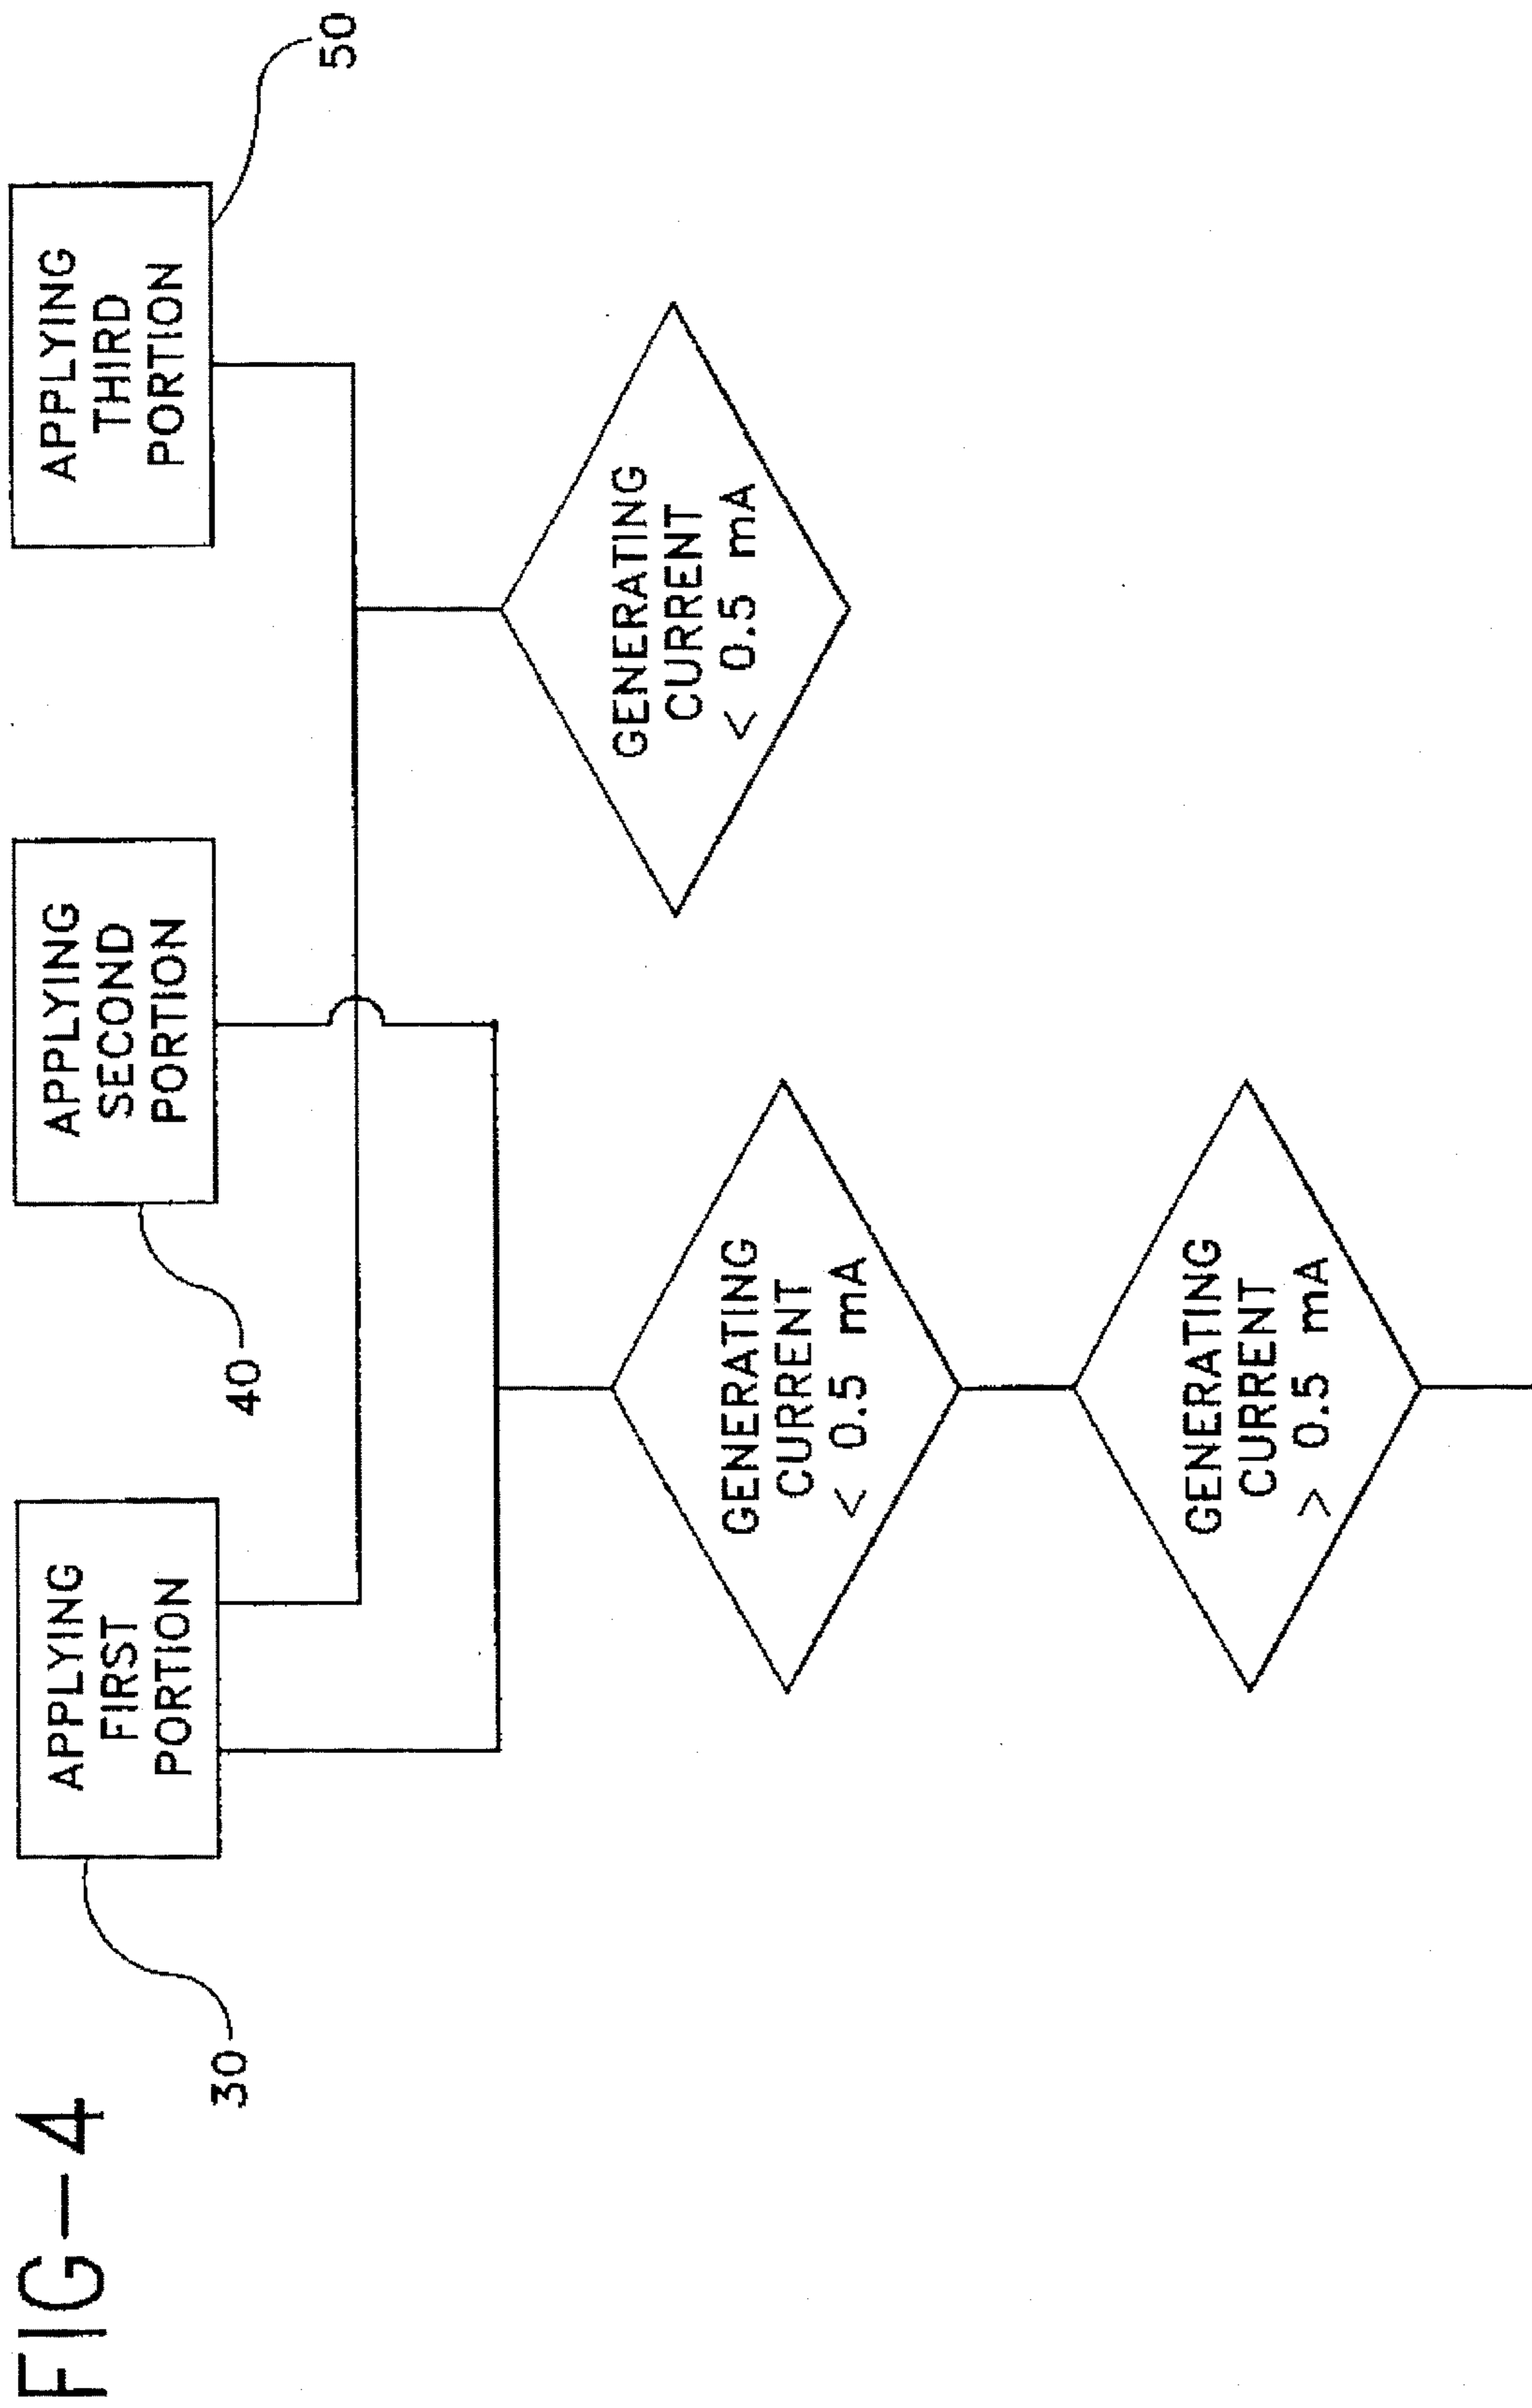 FIG-4
APPLYING
FIRST
PORTION
30
APPLYING
SECOND
PORTION
40
APPLYING
THIRD
PORTION
50
GENERATING
CURRENT
< 0.5 mA
GENERATING
CURRENT
> 0.5 mA
GENERATING
CURRENT
< 0.5 mA